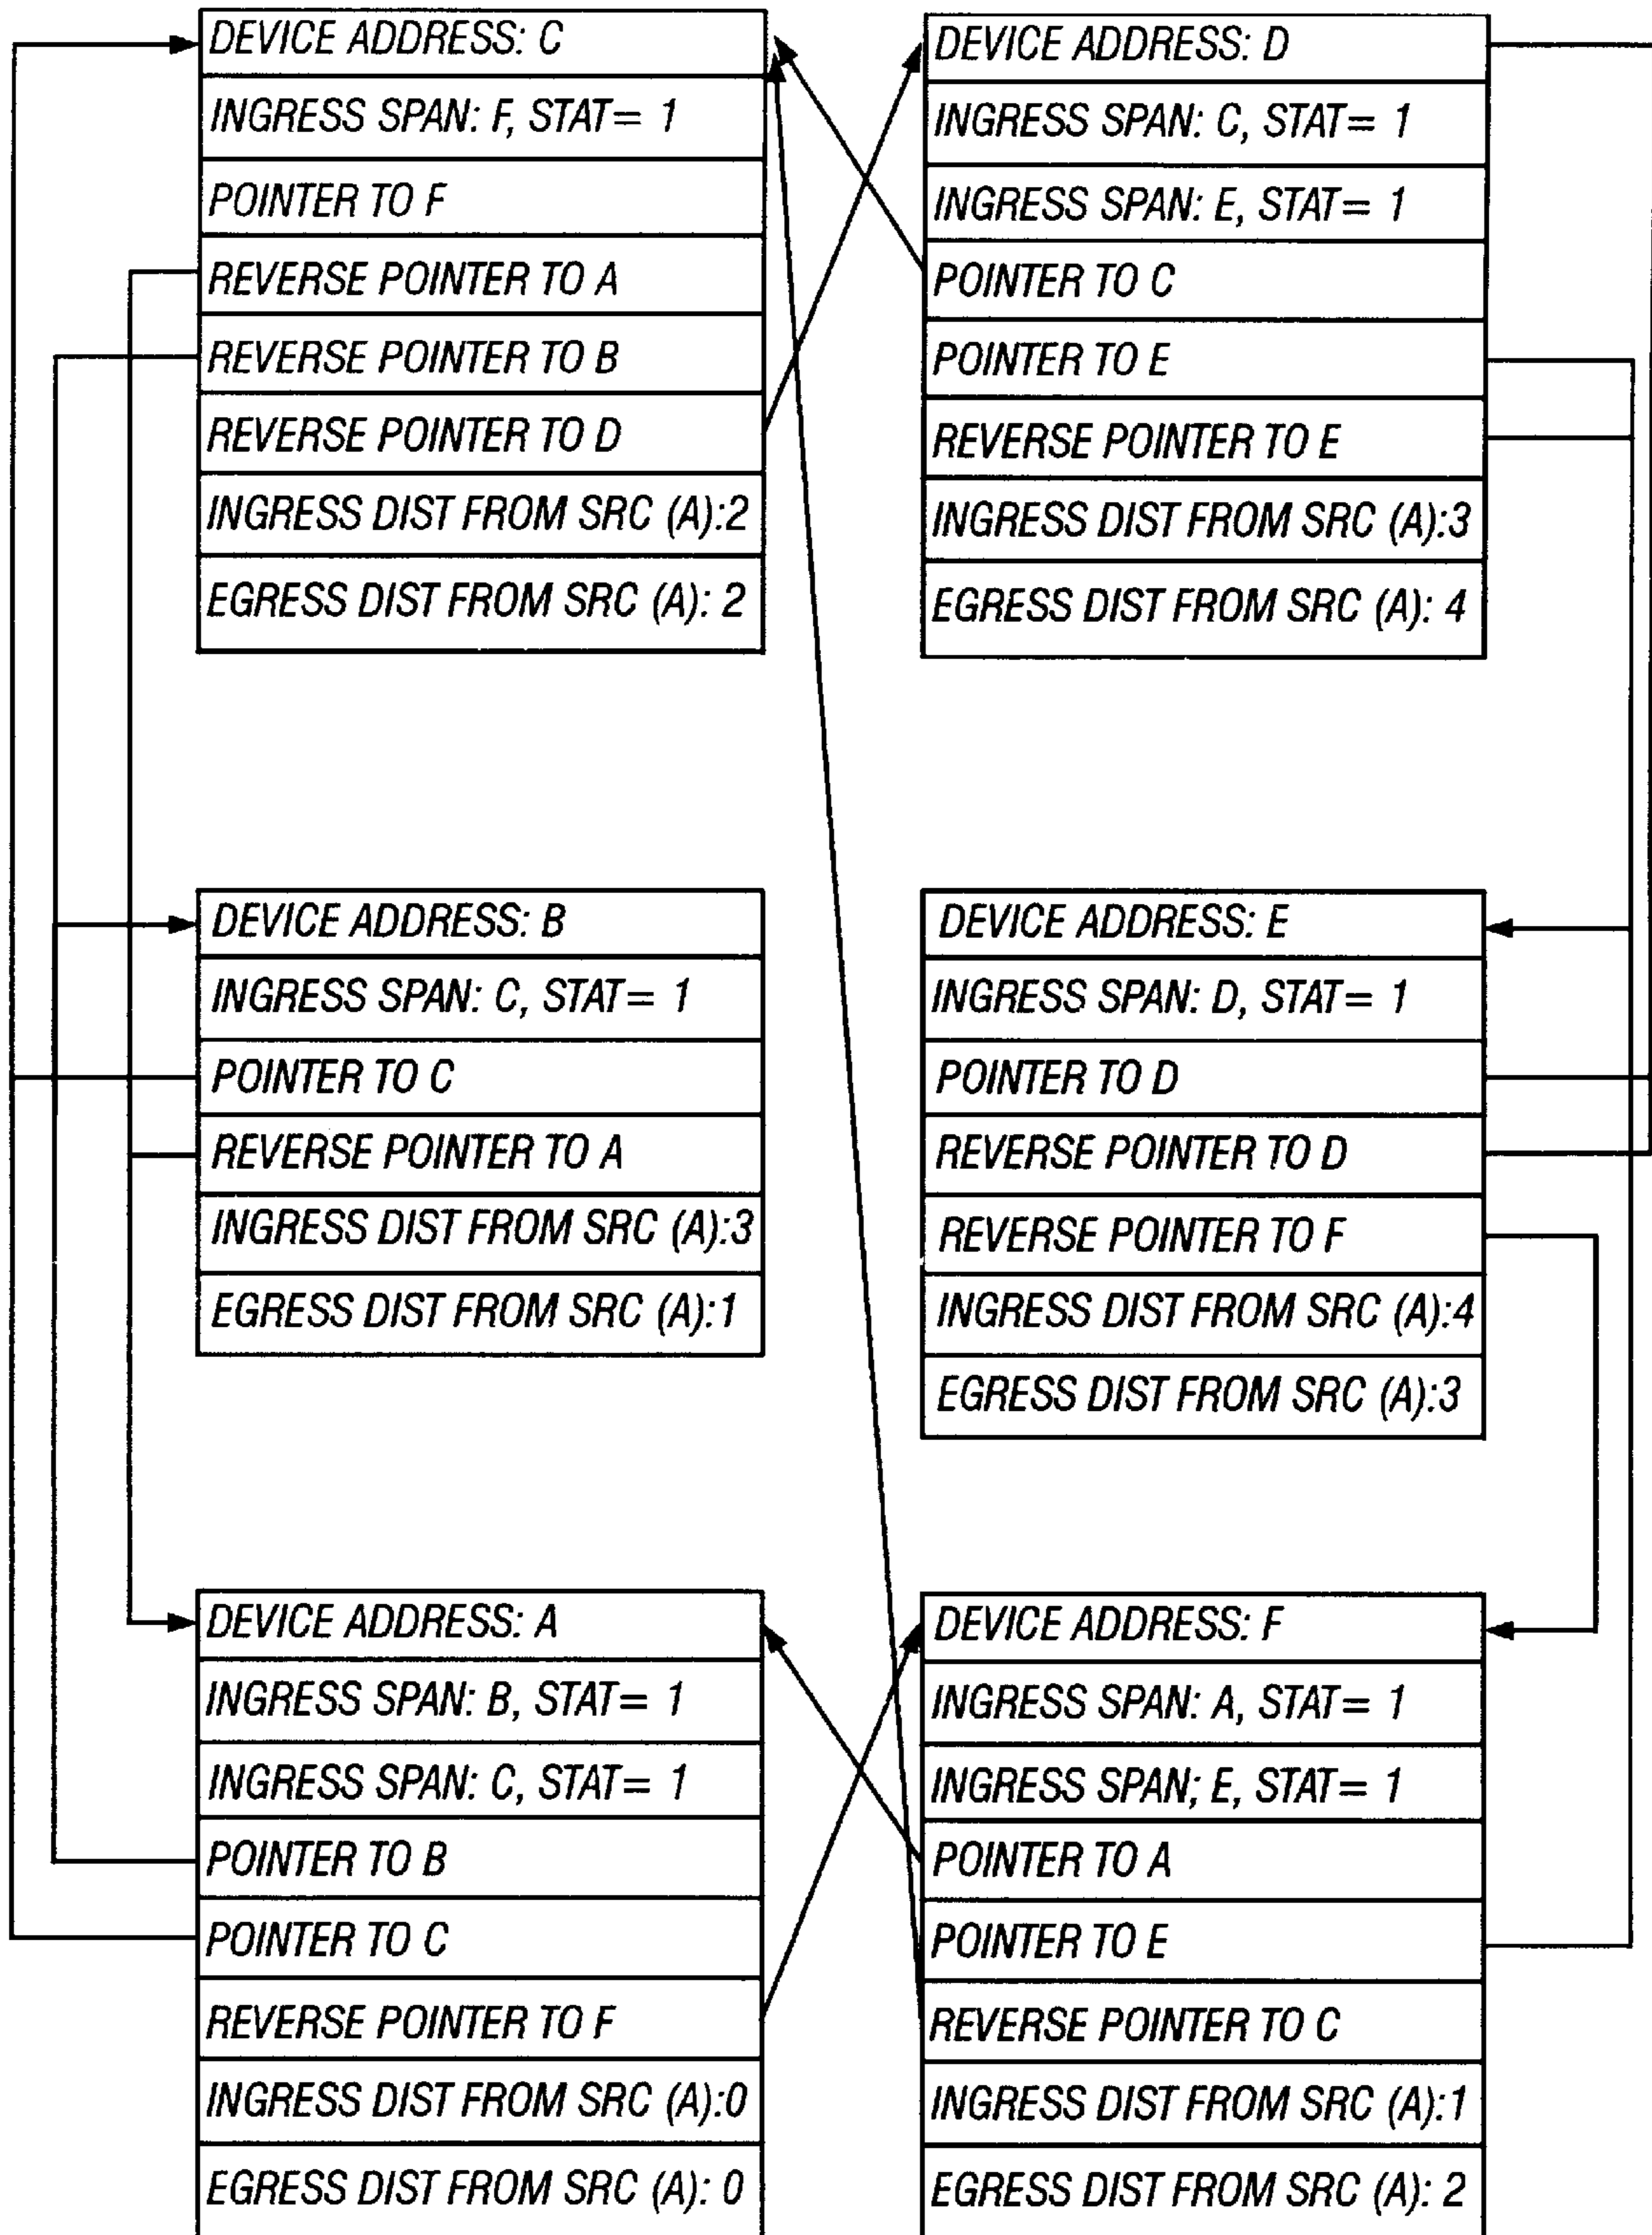 DEVICE ADDRESS: C
INGRESS SPAN: F, STAT= 1
POINTER TO F
REVERSE POINTER TO A
REVERSE POINTER TO B
REVERSE POINTER TO D
INGRESS DIST FROM SRC (A):2
EGRESS DIST FROM SRC (A): 2
DEVICE ADDRESS: D
INGRESS SPAN: C, STAT= 1
INGRESS SPAN: E, STAT= 1
POINTER TO C
POINTER TO E
REVERSE POINTER TO E
INGRESS DIST FROM SRC (A):3
EGRESS DIST FROM SRC (A): 4
DEVICE ADDRESS: B
INGRESS SPAN: C, STAT= 1
POINTER TO C
REVERSE POINTER TO A
INGRESS DIST FROM SRC (A):3
EGRESS DIST FROM SRC (A):1
DEVICE ADDRESS: E
INGRESS SPAN: D, STAT= 1
POINTER TO D
REVERSE POINTER TO D
REVERSE POINTER TO F
INGRESS DIST FROM SRC (A):4
EGRESS DIST FROM SRC (A):3
DEVICE ADDRESS: A
INGRESS SPAN: B, STAT= 1
INGRESS SPAN: C, STAT= 1
POINTER TO B
POINTER TO C
REVERSE POINTER TO F
INGRESS DIST FROM SRC (A):0
EGRESS DIST FROM SRC (A): 0
DEVICE ADDRESS: F
INGRESS SPAN: A, STAT= 1
INGRESS SPAN; E, STAT= 1
POINTER TO A
POINTER TO E
REVERSE POINTER TO C
INGRESS DIST FROM SRC (A):1
EGRESS DIST FROM SRC (A): 2